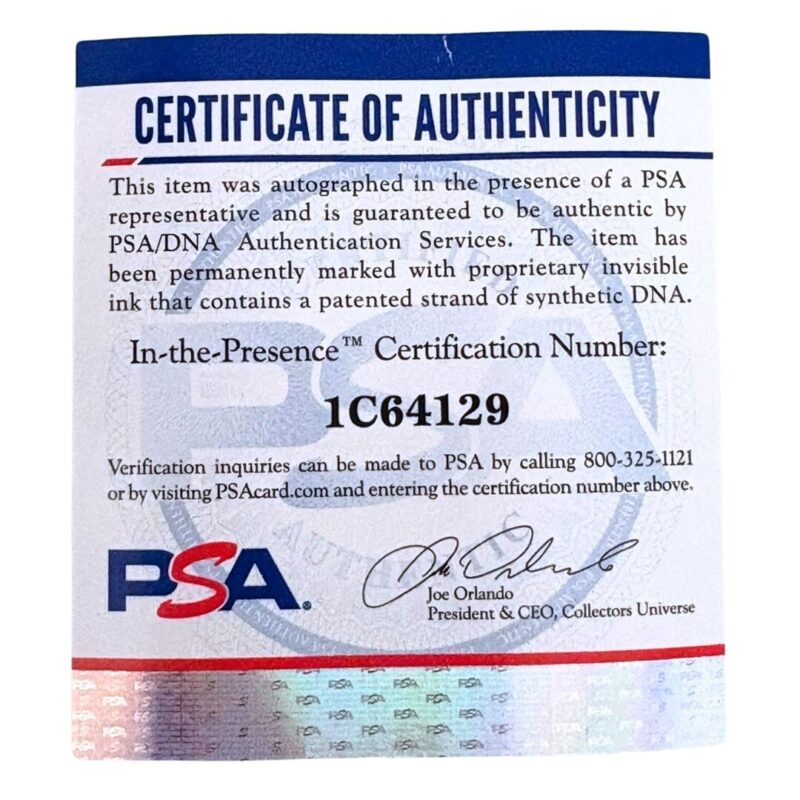 CERTIFICATE OF AUTHENTICITY
This item was autographed in the presence of a PSA
representative and is guaranteed to be authentic by
PSA/DNA Authentication Services. The item has
been permanently marked with proprietary invisible
ink that contains a patented strand of synthetic DNA.
In-the-Presence™ Certification Number:
1C64129
Verification inquiries can be made to PSA by calling 800-325-1121
or by visiting PSAcard.com and entering the certification number above.
PSA®
Joe Orlando
President & CEO, Collectors Universe